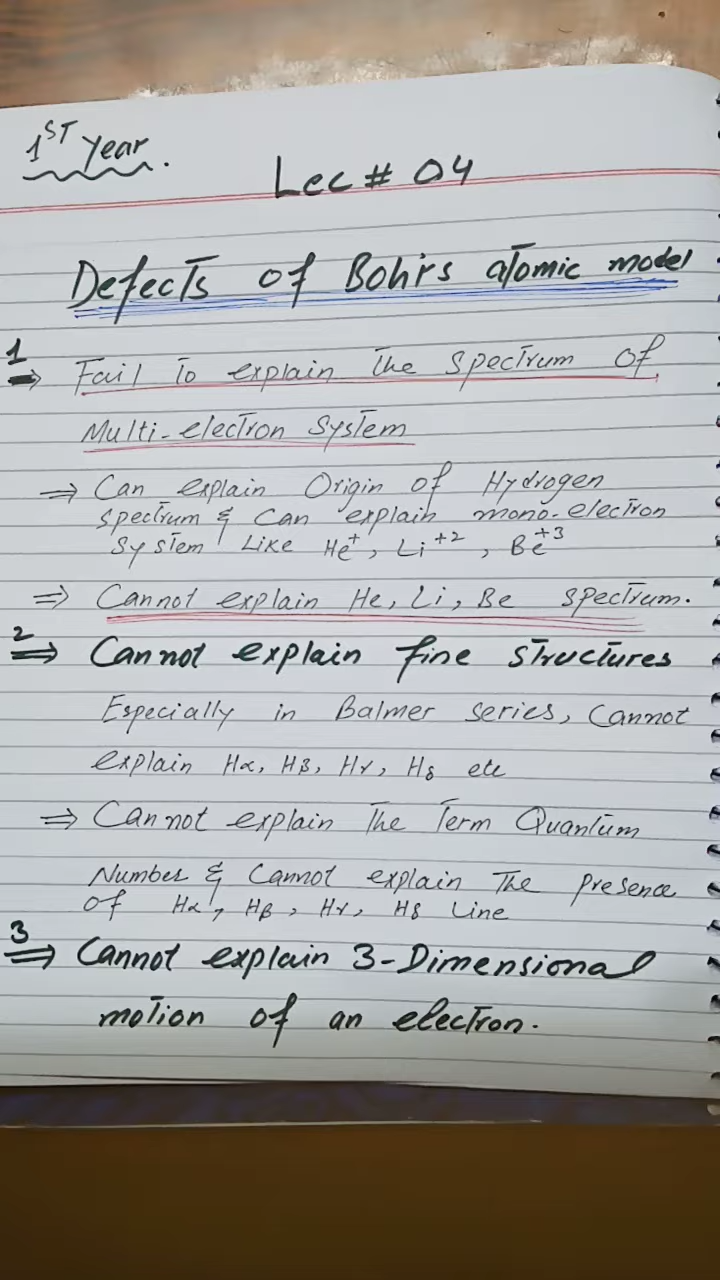 1ST Year.
Lec # 04
Defects of Bohr's atomic model
1
⇒ Fail to explain the spectrum of
Multi-electron System
⇒ Can explain Origin of Hydrogen
spectrum & Can explain mono-electron
System Like He⁺, Li⁺², Be⁺³
⇒ Cannot explain He, Li, Be spectrum.
2
⇒ Cannot explain fine structures
Especially in Balmer series, Cannot
explain Hα, Hβ, Hγ, Hδ etc
⇒ Cannot explain The Term Quantum
Number & Cannot explain The presence
of Hα, Hβ, Hγ, Hδ Line
3
⇒ Cannot explain 3-Dimensional
motion of an electron.